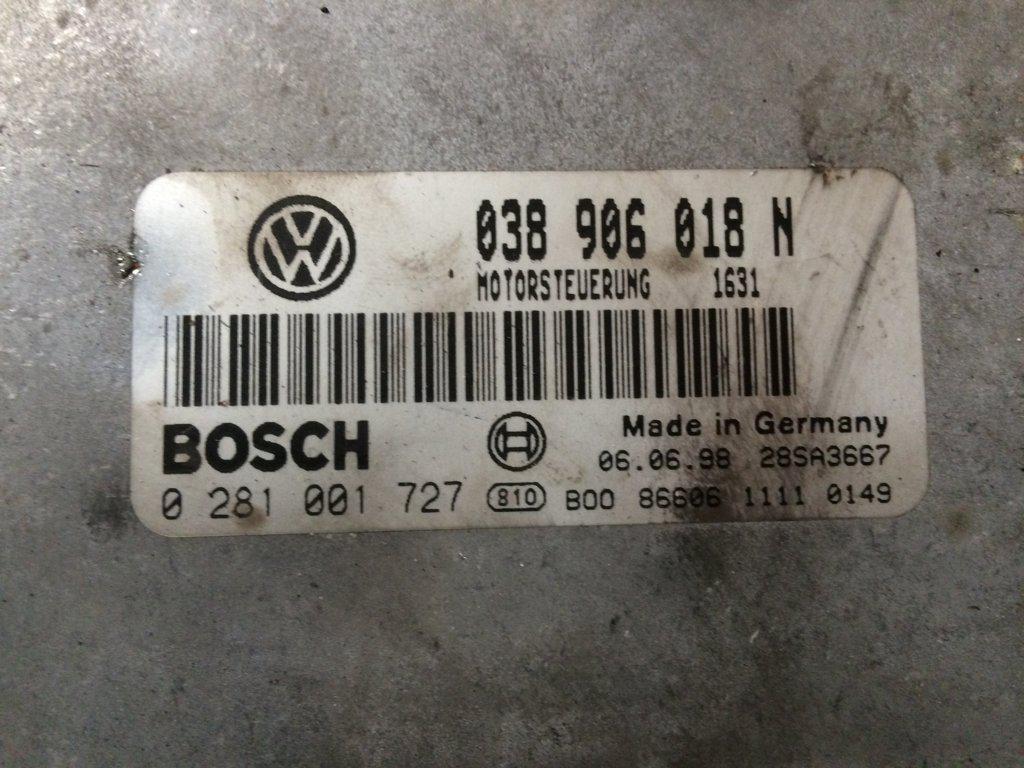 038 906 018 N
MOTORSTEUERUNG 1631
BOSCH
Made in Germany
06.06.98 28SA3667
0 281 001 727 810 B00 86606 1111 0149